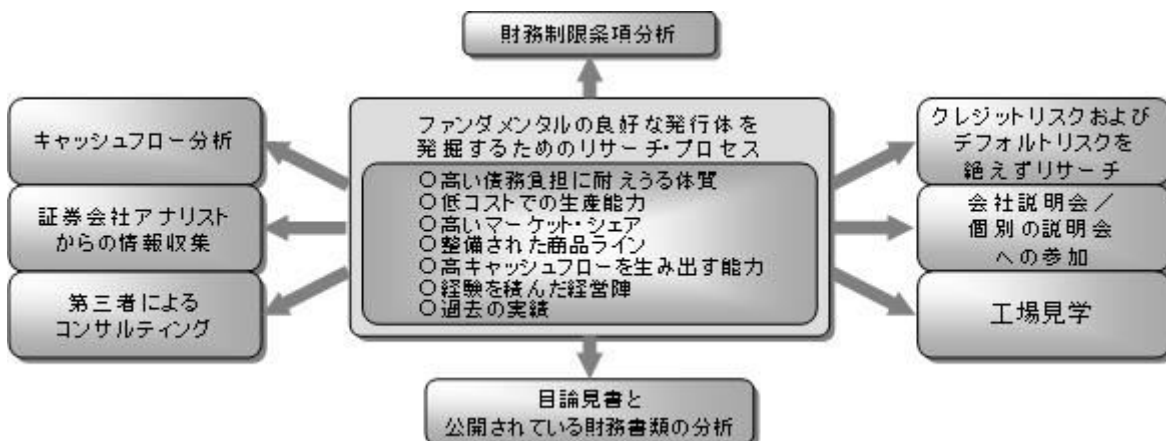 財務制限条項分析
キャッシュフロー分析
証券会社アナリスト
からの情報収集
第三者による
コンサルティング
ファンダメンタルの良好な発行体を
発掘するためのリサーチ・プロセス
○高い債務負担に耐えうる体質
○低コストでの生産能力
○高いマーケット・シェア
○整備された商品ライン
○高キャッシュフローを生み出す能力
○経験を積んだ経営陣
○過去の実績
クレジットリスクおよび
デフォルトリスクを
絶えずリサーチ
会社説明会／
個別の説明会
への参加
工場見学
目論見書と
公開されている財務書類の分析